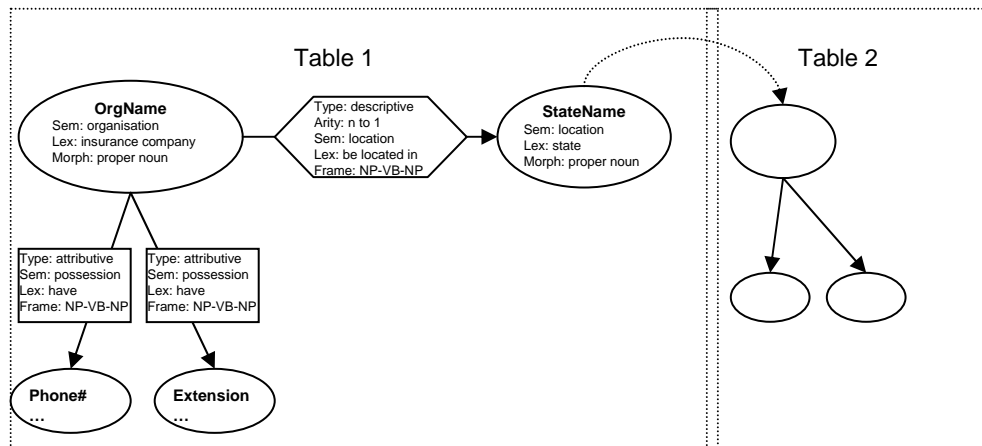 Table 1
Table 2
OrgName
Sem: organisation
Lex: insurance company
Morph: proper noun
Type: descriptive
Arity: n to 1
Sem: location
Lex: be located in
Frame: NP-VB-NP
StateName
Sem: location
Lex: state
Morph: proper noun
Type: attributive
Sem: possession
Lex: have
Frame: NP-VB-NP
Type: attributive
Sem: possession
Lex: have
Frame: NP-VB-NP
Phone#
...
Extension
...